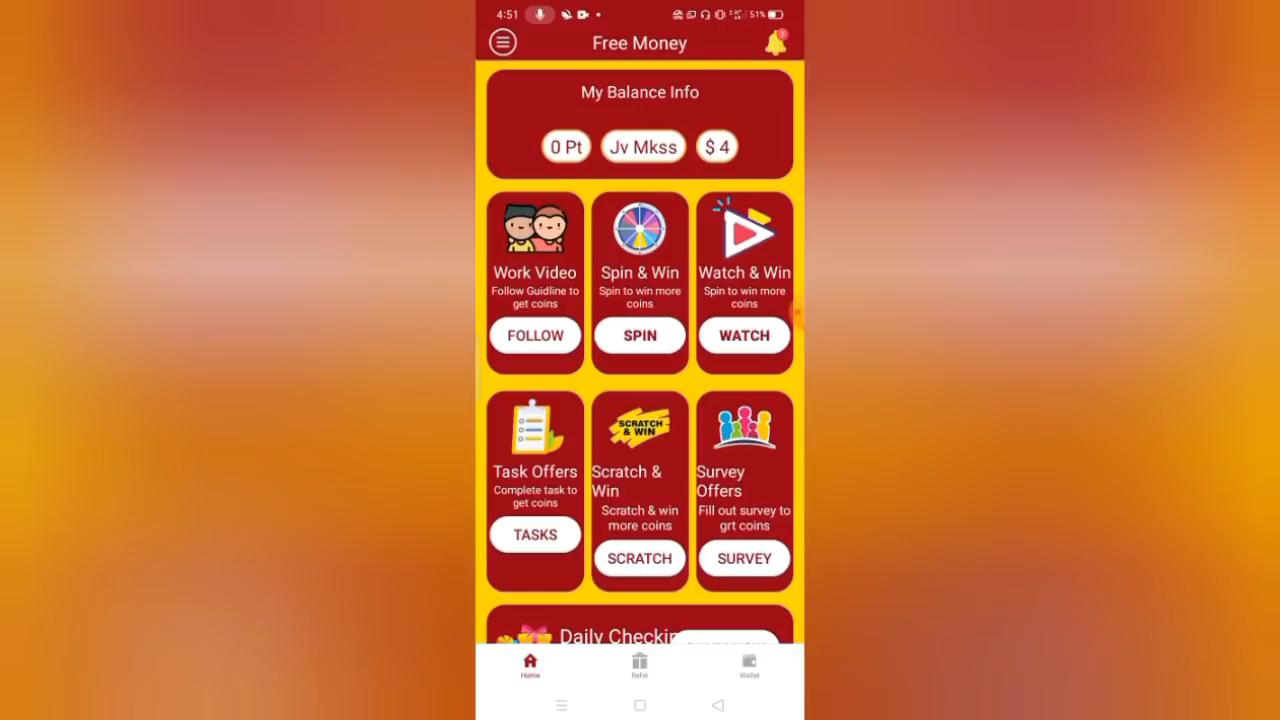 4:51
51%
Free Money
!
My Balance Info
0 Pt
Jv Mkss
$ 4
Work Video
Follow Guidline to
get coins
FOLLOW
Spin & Win
Spin to win more
coins
SPIN
Watch & Win
Spin to win more
coins
WATCH
Task Offers
Complete task to
get coins
TASKS
SCRATCH
& WIN
Scratch &
Win
Scratch & win
more coins
SCRATCH
Survey
Offers
Fill out survey to
grt coins
SURVEY
Daily Checkin
Home
Refer
Wallet